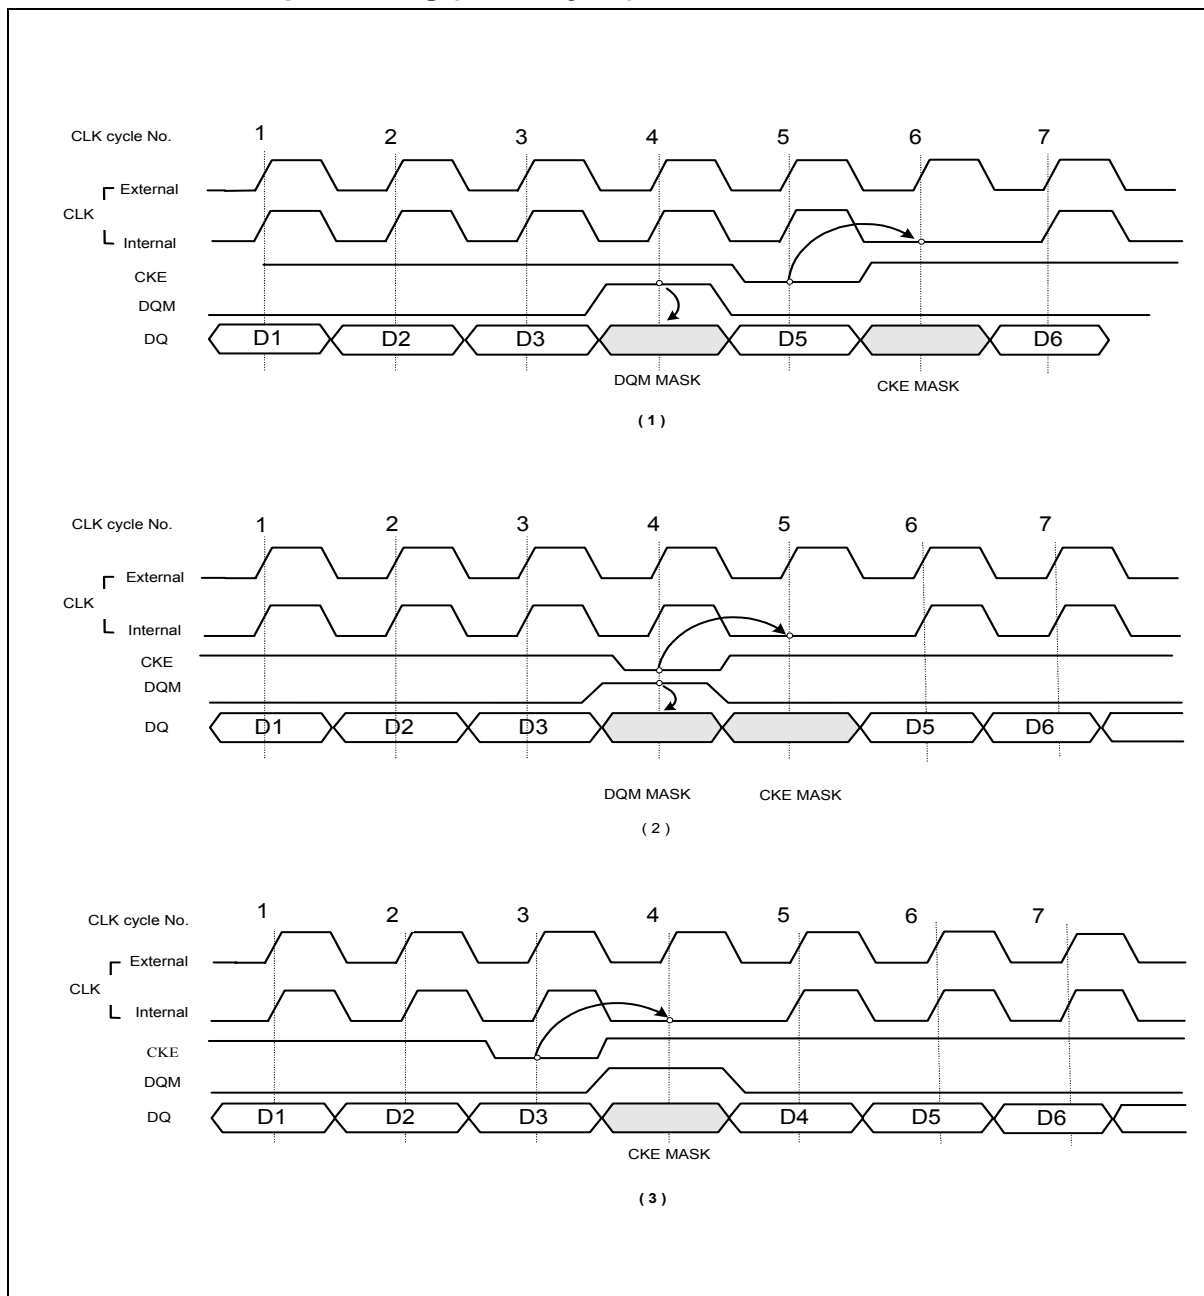 CLK cycle No. 1 2 3 4 5 6 7
External
CLK
Internal
CKE
DQM
DQ D1 D2 D3 D5 D6
DQM MASK CKE MASK
( 1 )
CLK cycle No. 1 2 3 4 5 6 7
External
CLK
Internal
CKE
DQM
DQ D1 D2 D3 D5 D6
DQM MASK CKE MASK
( 2 )
CLK cycle No. 1 2 3 4 5 6 7
External
CLK
Internal
CKE
DQM
DQ D1 D2 D3 D4 D5 D6
CKE MASK
( 3 )